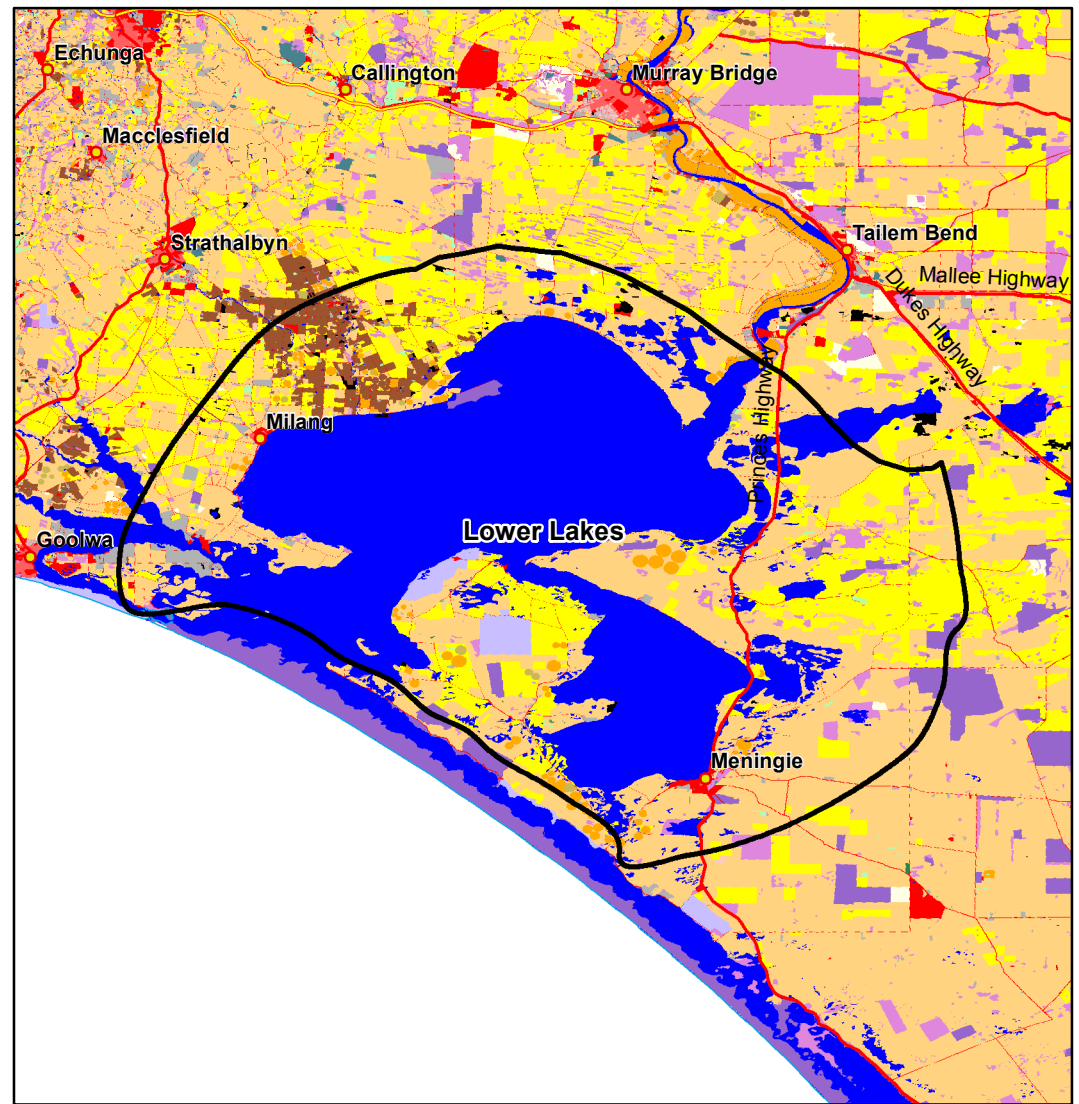 Echunga
Callington
Murray Bridge
Macclesfield
Strathalbyn
Tailem Bend
Mallee Highway
Dukes Highway
Princes Highway
Milang
Lower Lakes
Goolwa
Meningie